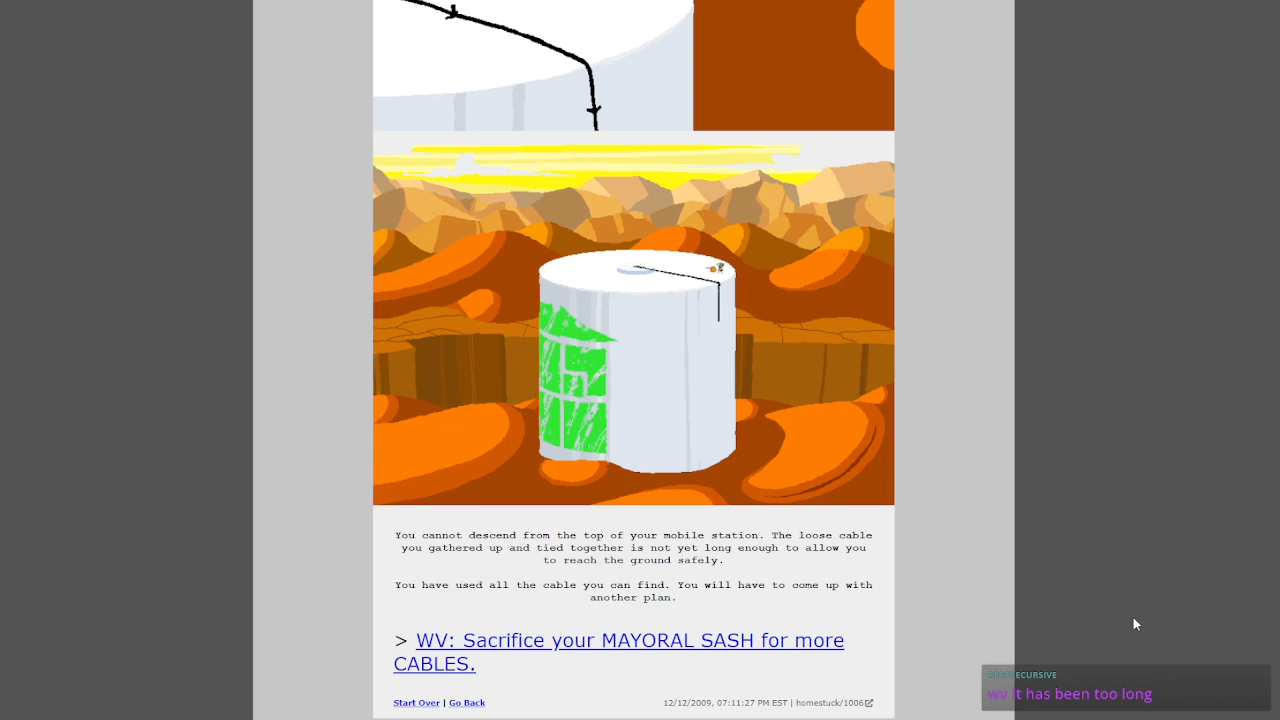 You cannot descend from the top of your mobile station. The loose cable
you gathered up and tied together is not yet long enough to allow you
to reach the ground safely.
You have used all the cable you can find. You will have to come up with
another plan.
> WV: Sacrifice your MAYORAL SASH for more
CABLES.
Start Over | Go Back
12/12/2009, 07:11:27 PM EST | homestuck/1006
wv it has been too long